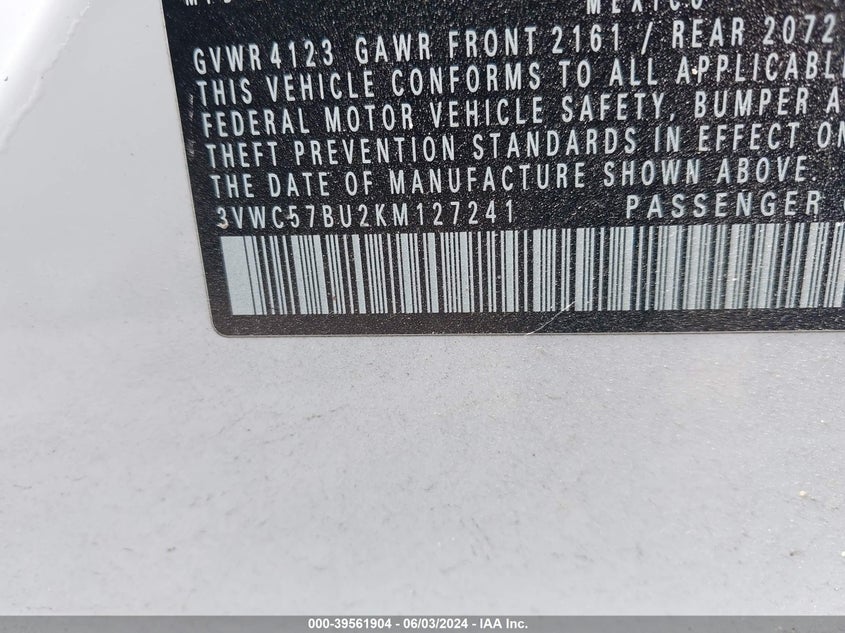 MEXICO
GVWR 4123 GAWR FRONT 2161 / REAR 2072
THIS VEHICLE CONFORMS TO ALL APPLICABL
FEDERAL MOTOR VEHICLE SAFETY, BUMPER A
THEFT PREVENTION STANDARDS IN EFFECT ON
THE DATE OF MANUFACTURE SHOWN ABOVE.
3VWC57BU2KM127241 PASSENGER
000-39561904 - 06/03/2024 - IAA Inc.